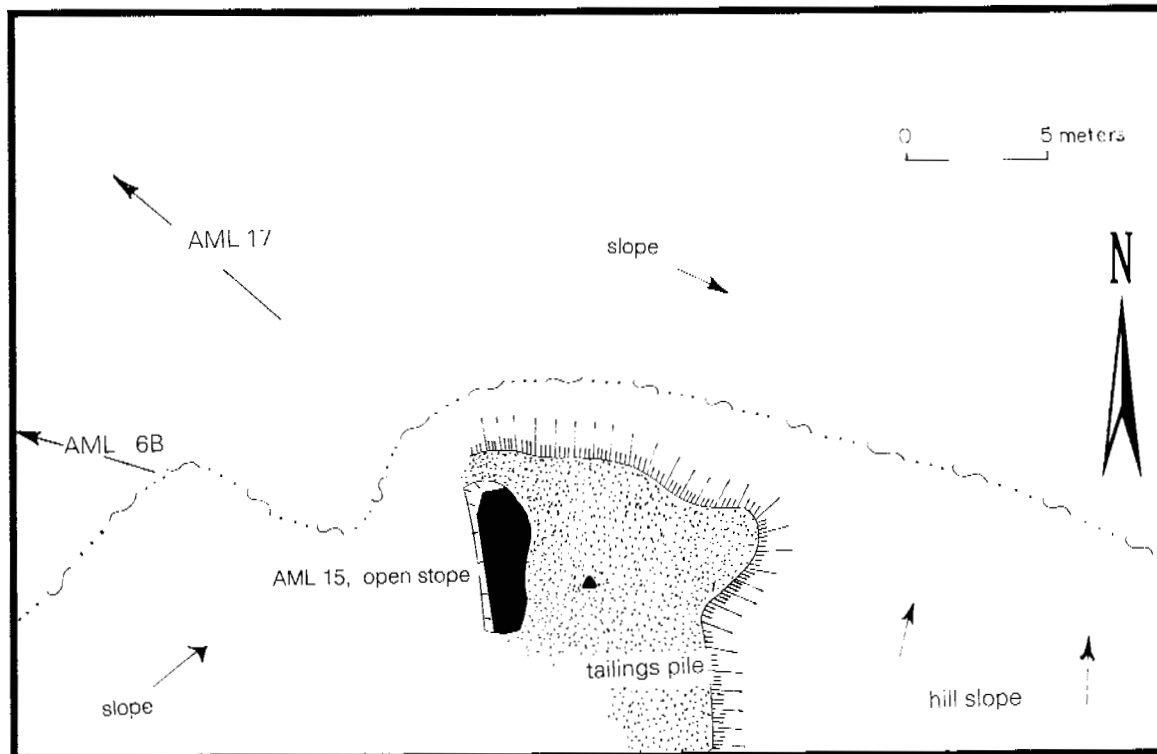 0 5 meters
AML 17
slope
N
AML 6B
AML 15, open stope
tailings pile
slope
hill slope